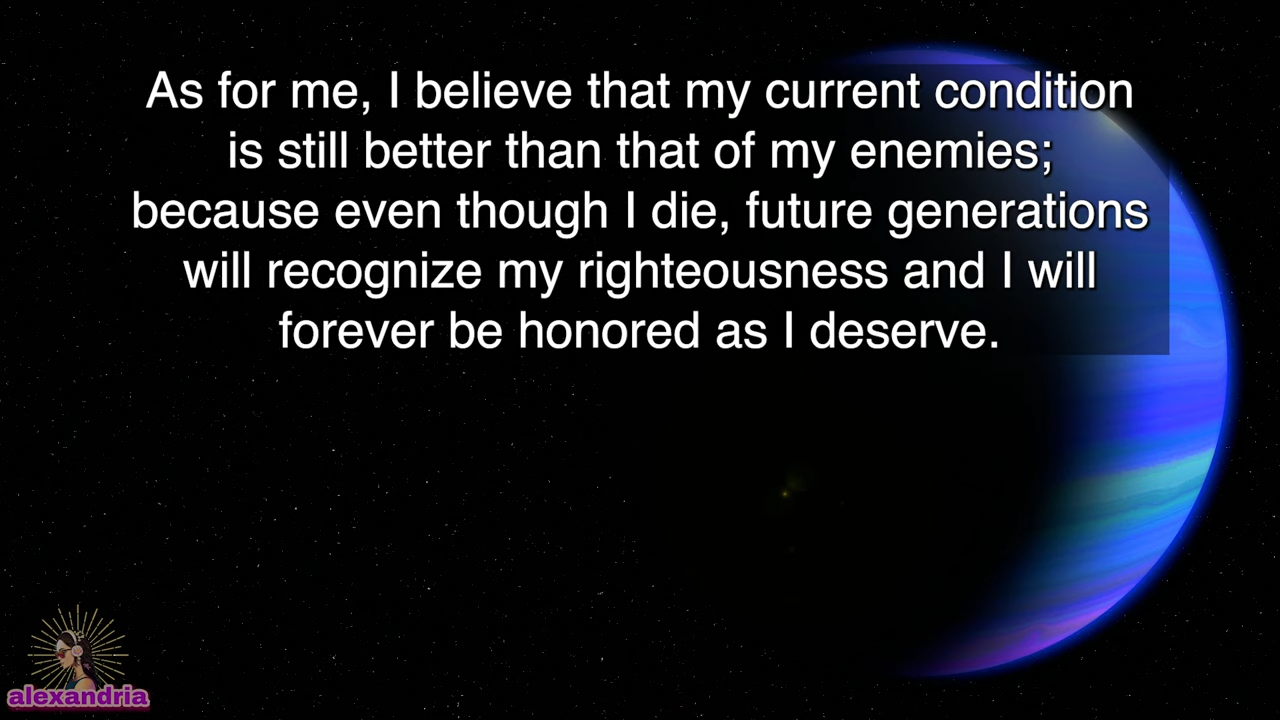 As for me, I believe that my current condition
is still better than that of my enemies;
because even though I die, future generations
will recognize my righteousness and I will
forever be honored as I deserve.
alexandria